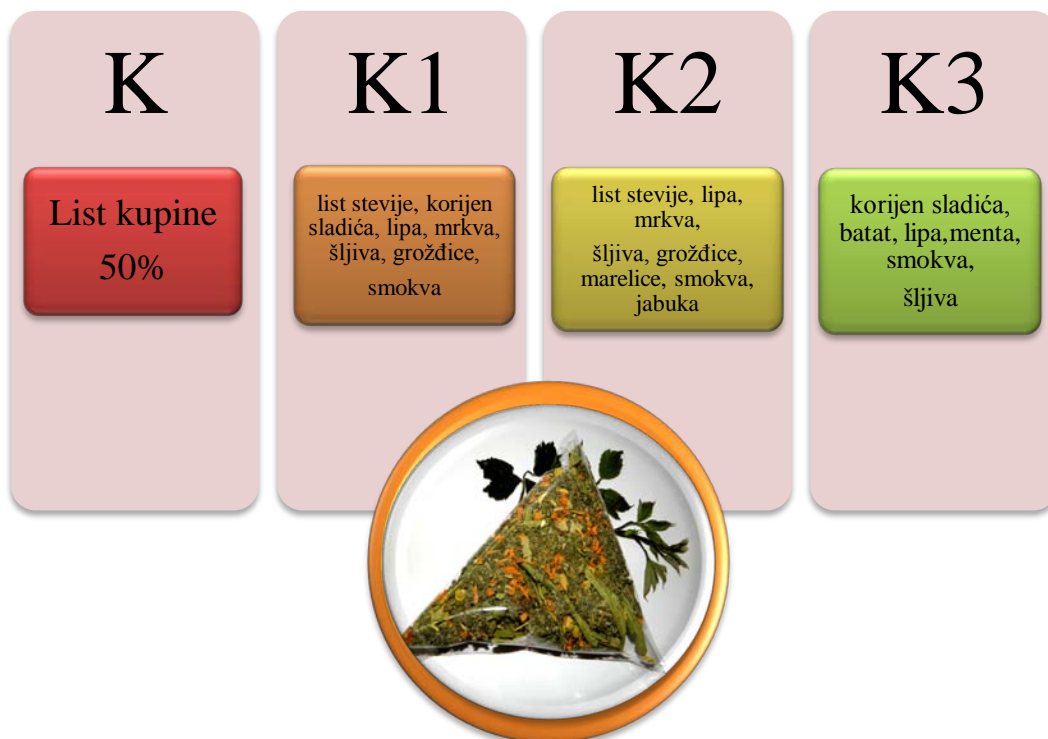 K
List kupine
50%
K1
list stevije, korijen
sladića, lipa, mrkva,
šljiva, grožđice,
smokva
K2
list stevije, lipa,
mrkva,
šljiva, grožđice,
marelice, smokva,
jabuka
K3
korijen sladića,
batat, lipa,menta,
smokva,
šljiva